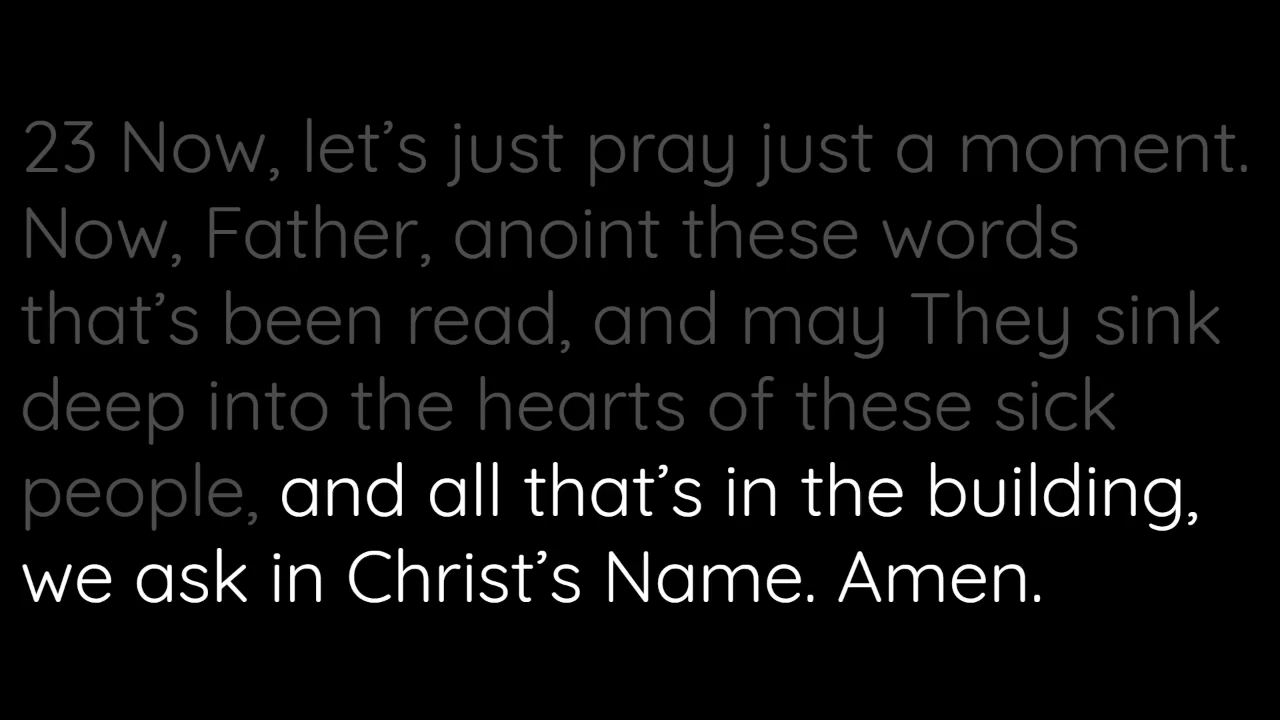 23 Now, let’s just pray just a moment.
Now, Father, anoint these words
that’s been read, and may They sink
deep into the hearts of these sick
people, and all that’s in the building,
we ask in Christ’s Name. Amen.